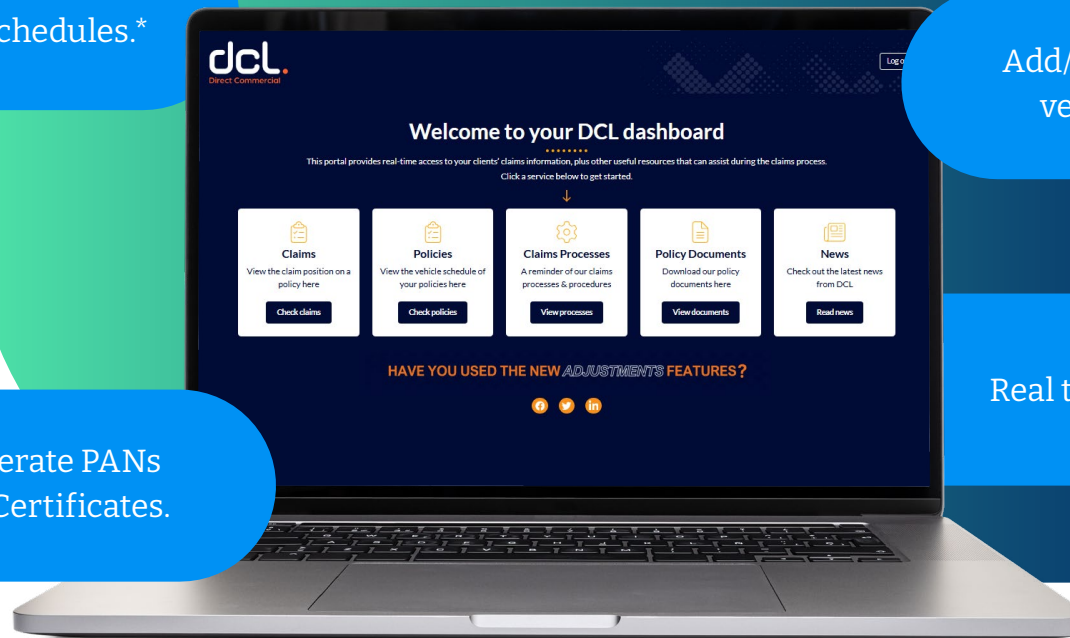 chedules.*
dcl.
Direct Commercial
Log o
Add/
ve
Welcome to your DCL dashboard
This portal provides real-time access to your clients' claims information, plus other useful resources that can assist during the claims process.
Click a service below to get started.
Claims
View the claim position on a
policy here
Check claims
Policies
View the vehicle schedule of
your policies here
Check policies
Claims Processes
A reminder of our claims
processes & procedures
View processes
Policy Documents
Download our policy
documents here
View documents
News
Check out the latest news
from DCL
Read news
HAVE YOU USED THE NEW ADJUSTMENTS FEATURES?
Real t
erate PANs
Certificates.